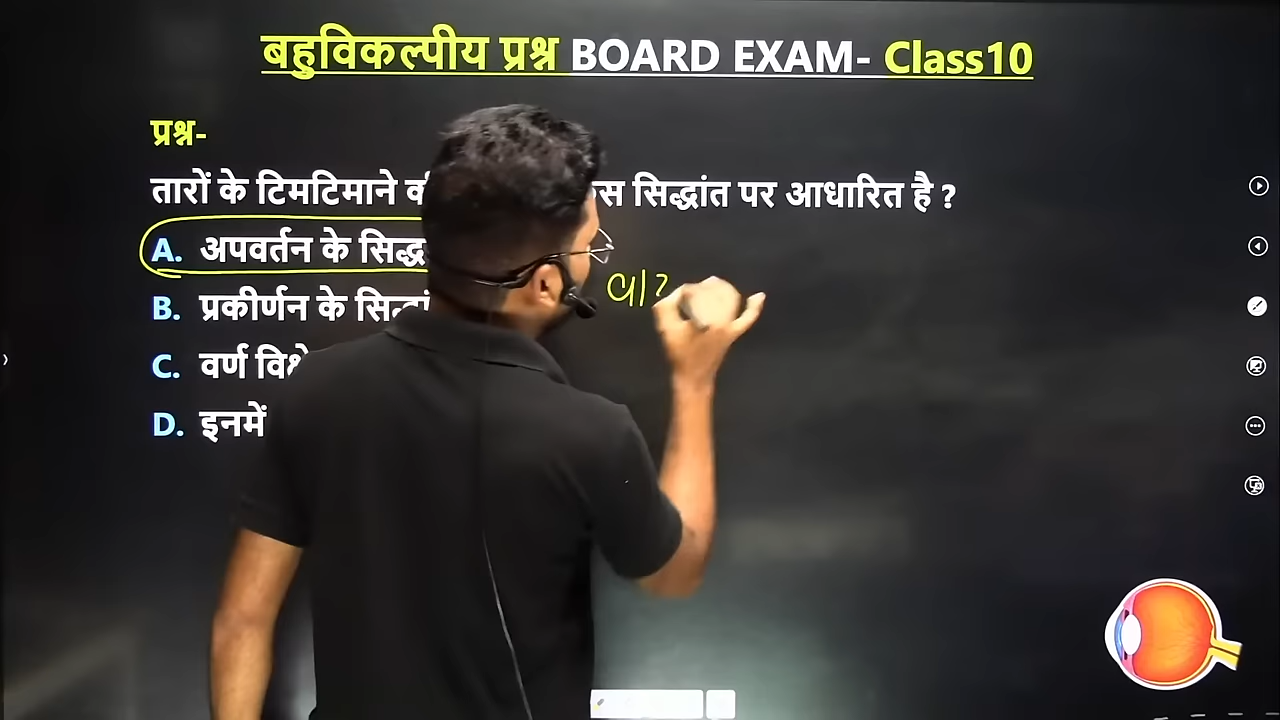 बहुविकल्पीय प्रश्न BOARD EXAM- Class10
प्रश्न-
तारों के टिमटिमाने सिद्धांत पर आधारित है ?
A. अपवर्तन के
B. प्रकीर्णन के
C. वर्ण
D. इनमें